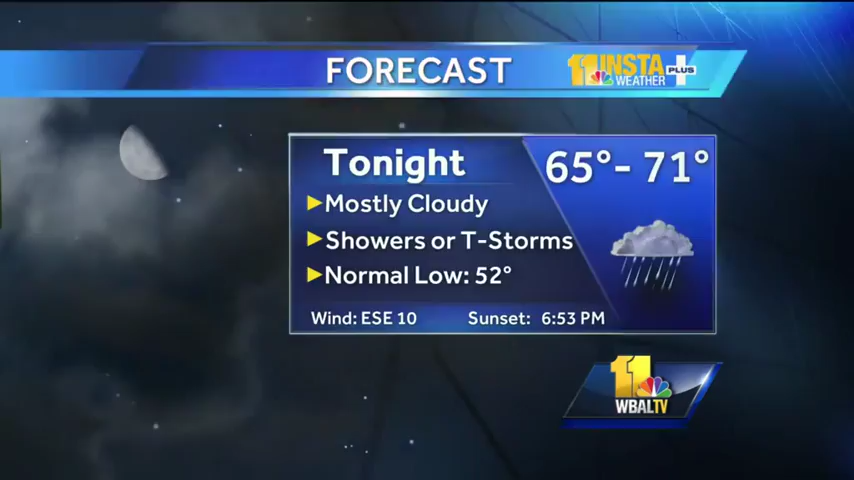 FORECAST
11 INSTA
WEATHER PLUS
Tonight
65°- 71°
Mostly Cloudy
Showers or T-Storms
Normal Low: 52°
Wind: ESE 10
Sunset: 6:53 PM
11
WBALTV